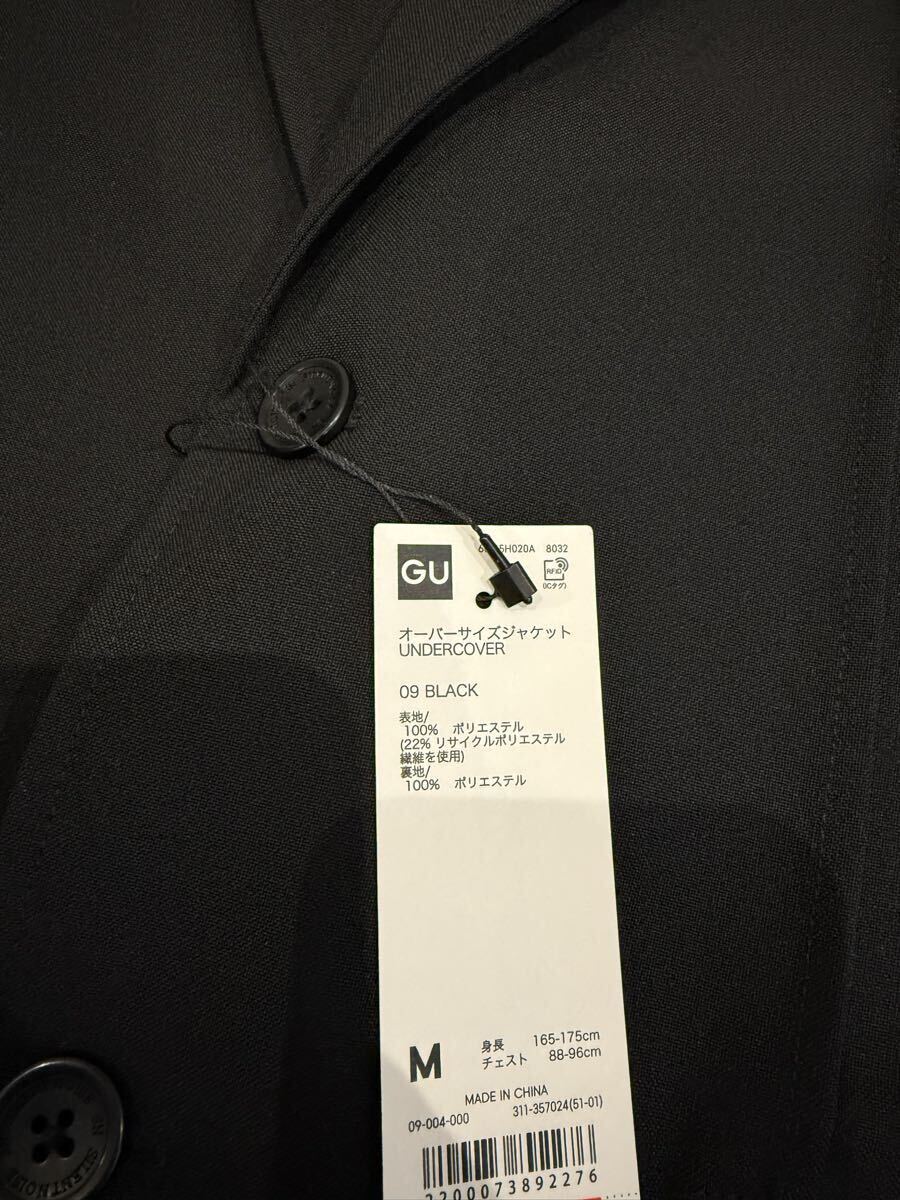 GU
5H020A 8032
RFID
(ICタグ)
オーバーサイズジャケット
UNDERCOVER
09 BLACK
表地/
100% ポリエステル
(22% リサイクルポリエステル
繊維を使用)
裏地/
100% ポリエステル
M
身長 165-175cm
チェスト 88-96cm
MADE IN CHINA
09-004-000 311-357024(51-01)
2200073892276
SILENT NOISE